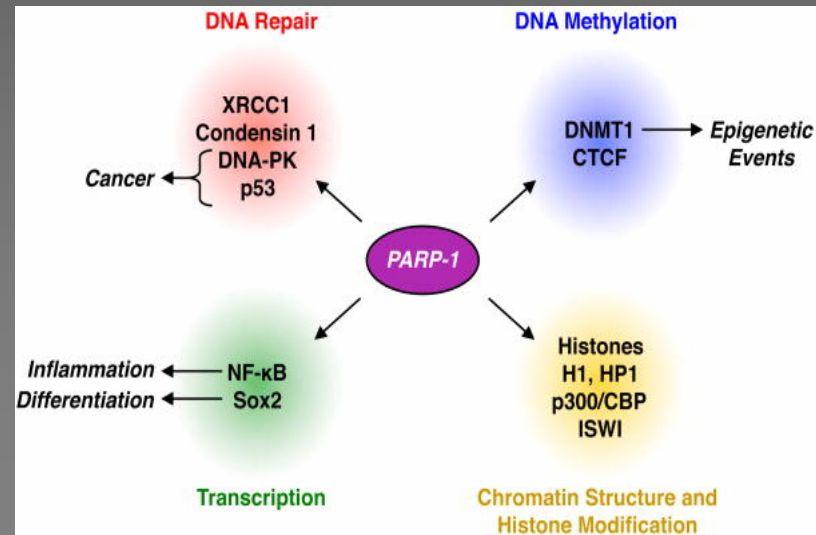 DNA Repair
DNA Methylation
XRCC1
Condensin 1
DNA-PK
p53
Cancer
DNMT1
CTCF
Epigenetic
Events
PARP-1
Inflammation
Differentiation
NF-κB
Sox2
Histones
H1, HP1
p300/CBP
ISWI
Transcription
Chromatin Structure and
Histone Modification